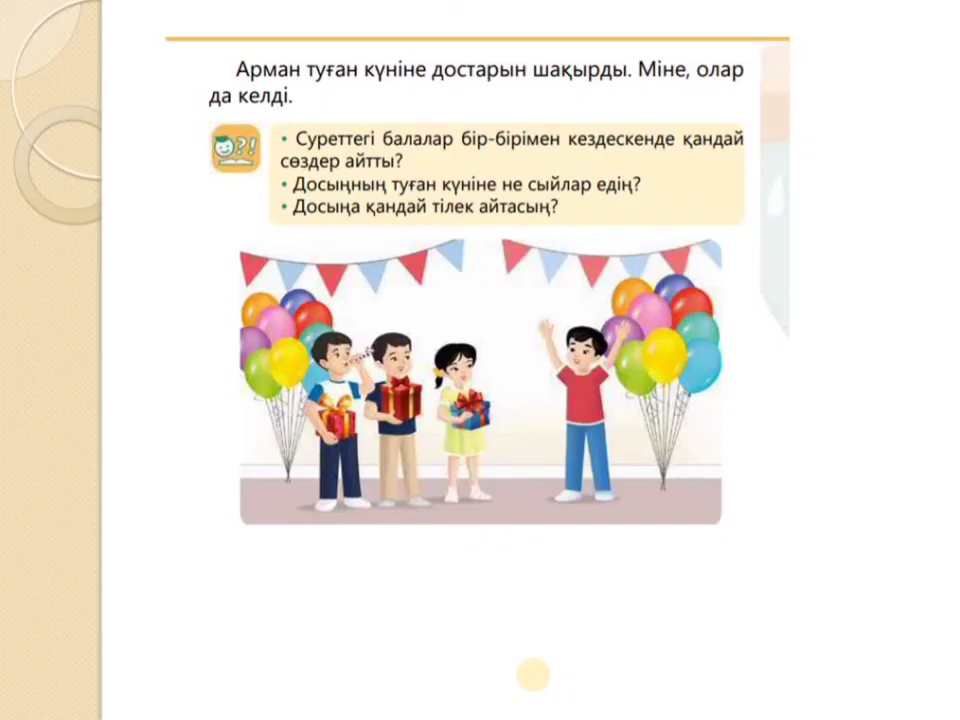 Арман туған күніне достарын шақырды. Міне, олар
да келді.
?!
• Суреттегі балалар бір-бірімен кездескенде қандай
сөздер айтты?
• Досыңның туған күніне не сыйлар едің?
• Досыңа қандай тілек айтасың?